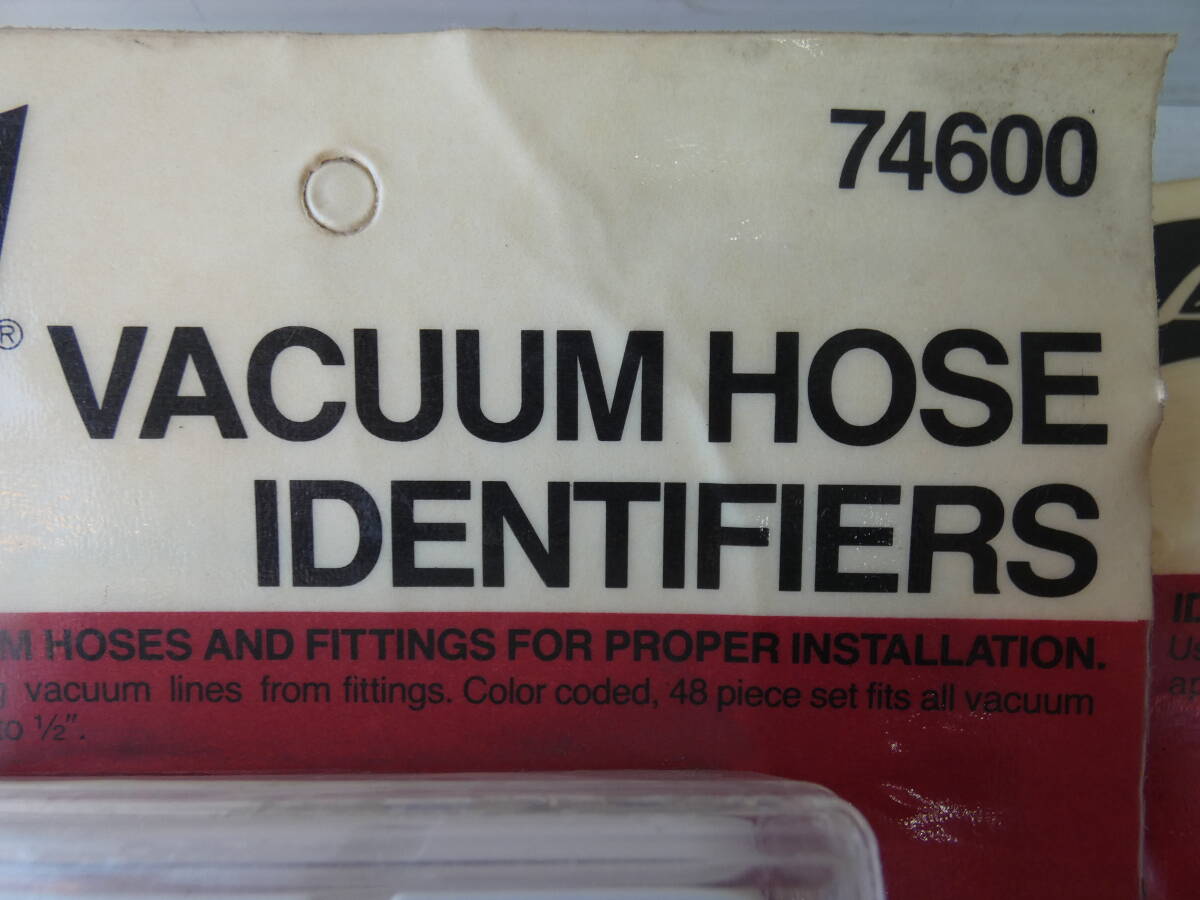 74600
® VACUUM HOSE
IDENTIFIERS
HOSES AND FITTINGS FOR PROPER INSTALLATION.
vacuum lines from fittings. Color coded, 48 piece set fits all vacuum
to ½".